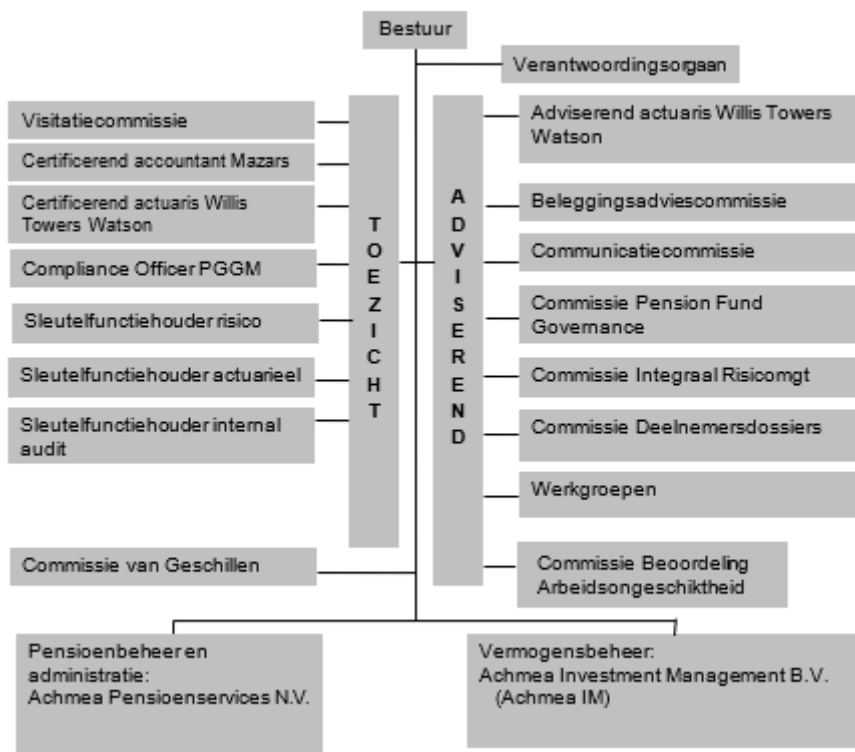 Bestuur
Verantwoordingsorgaan
Visitatiecommissie
Certificerend accountant Mazars
Certificerend actuaris Willis
Towers Watson
Compliance Officer PGGM
Sleutelfunctiehouder risico
Sleutelfunctiehouder actuarieel
Sleutelfunctiehouder internal
audit
TOEZICHT
ADVISEREND
Adviserend actuaris Willis Towers
Watson
Beleggingsadviescommissie
Communicatiecommissie
Commissie Pension Fund
Governance
Commissie Integraal Risicomgt
Commissie Deelnemersdossiers
Werkgroepen
Commissie van Geschillen
Commissie Beoordeling
Arbeidsongeschiktheid
Pensioenbeheer en
administratie:
Achmea Pensioenservices N.V.
Vermogensbeheer:
Achmea Investment Management B.V.
(Achmea IM)